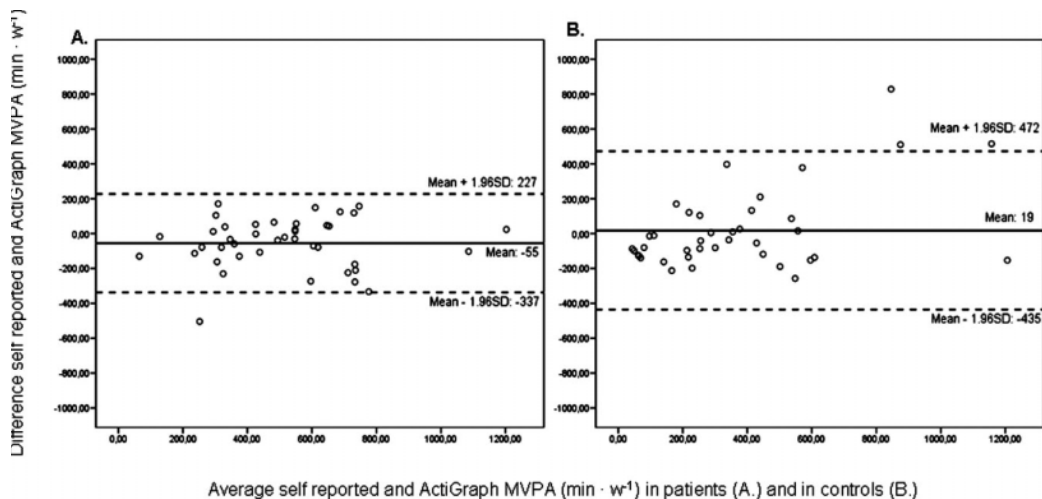 Difference self reported and ActiGraph MVPA (min · w⁻¹)
A.
1000,00
800,00
600,00
400,00
200,00
,00
-200,00
-400,00
-600,00
-800,00
-1000,00
Mean + 1.96SD: 227
Mean: -55
Mean - 1.96SD: -337
,00 200,00 400,00 600,00 800,00 1000,00 1200,00
B.
1000,00
800,00
600,00
400,00
200,00
,00
-200,00
-400,00
-600,00
-800,00
-1000,00
Mean + 1.96SD: 472
Mean: 19
Mean - 1.96SD: -435
,00 200,00 400,00 600,00 800,00 1000,00 1200,00
Average self reported and ActiGraph MVPA (min · w⁻¹) in patients (A.) and in controls (B.)